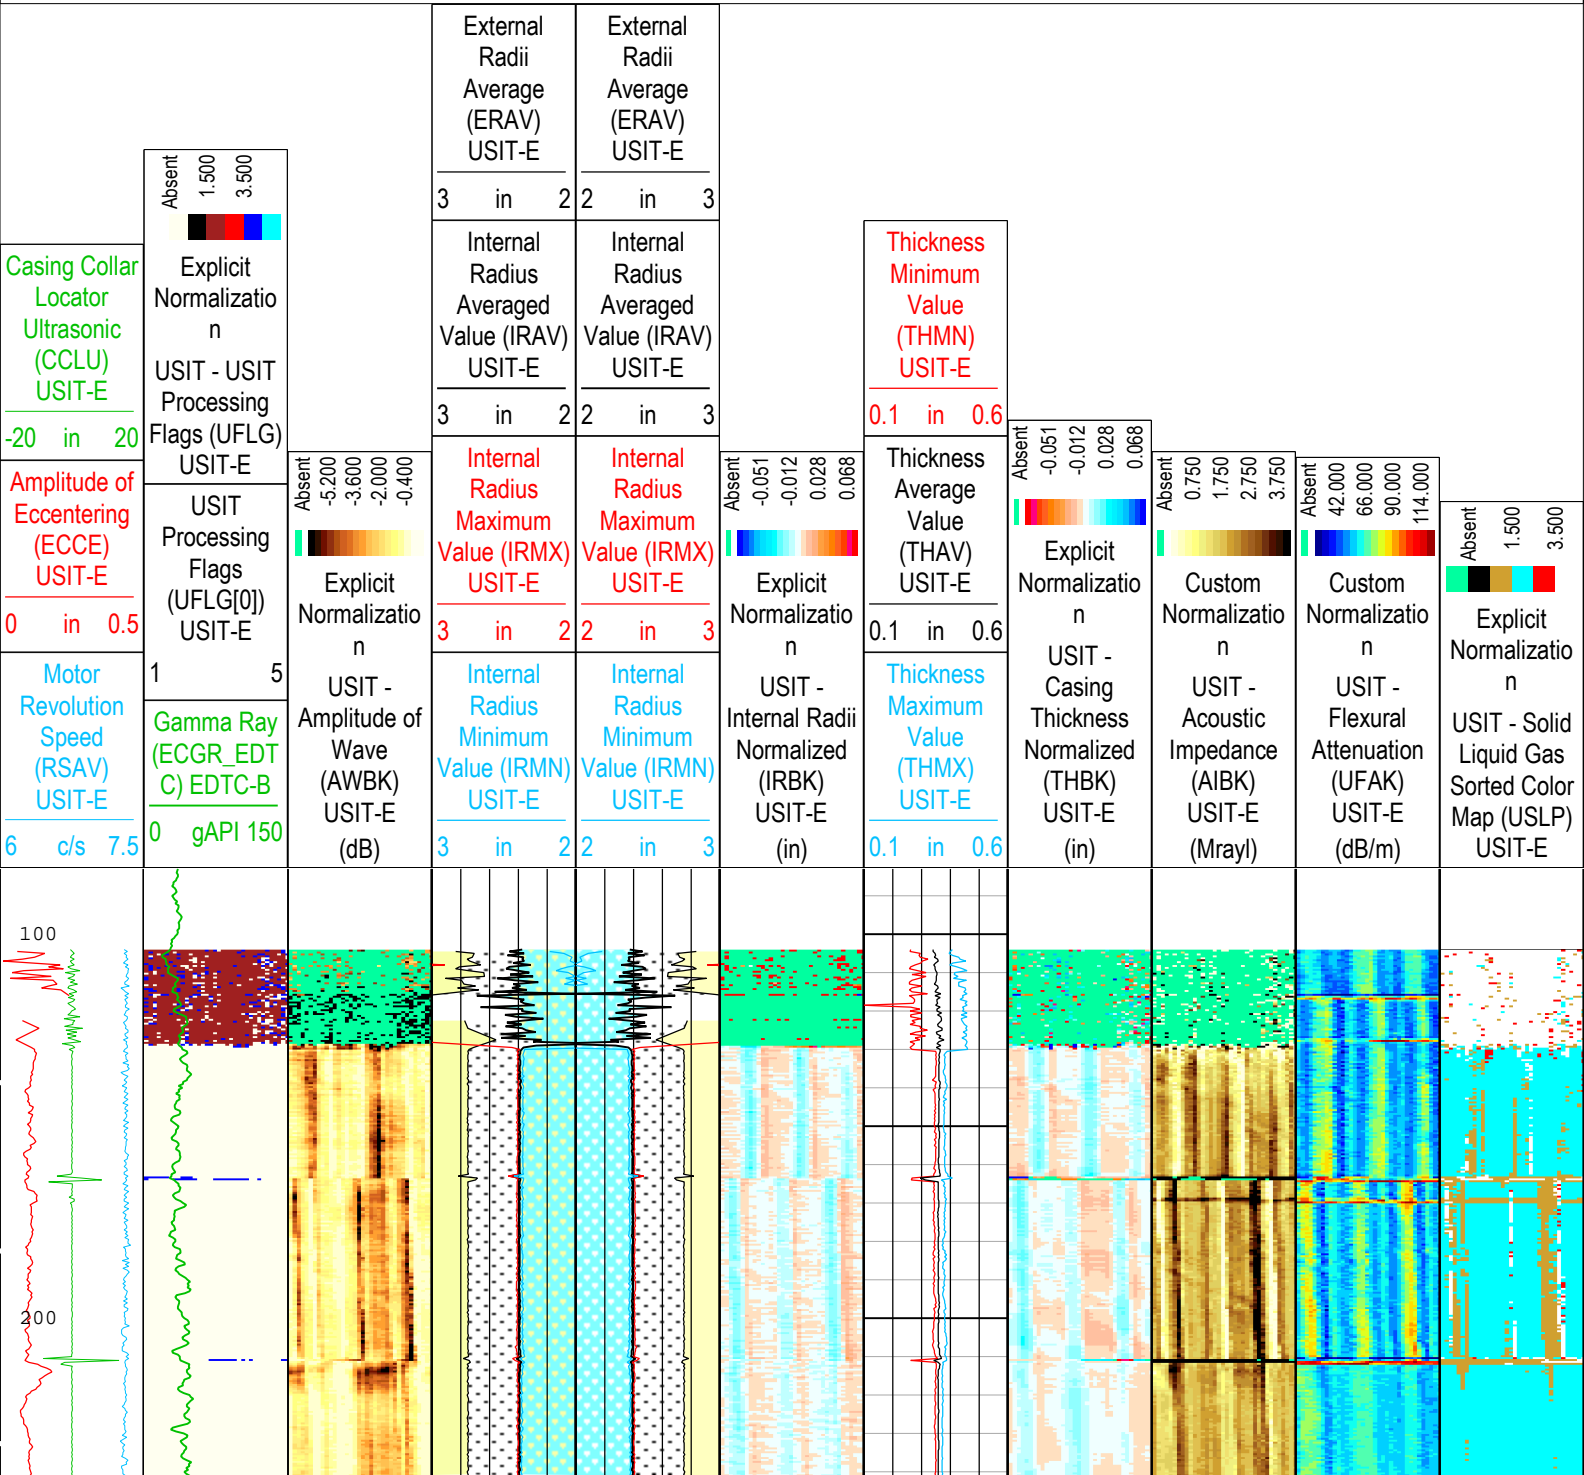 Casing Collar
Locator
Ultrasonic
(CCLU)
USIT-E
-20 in 20
Amplitude of
Eccentering
(ECCE)
USIT-E
0 in 0.5
Motor
Revolution
Speed
(RSAV)
USIT-E
6 c/s 7.5
Absent
1.500
3.500
Explicit
Normalizatio
n
USIT - USIT
Processing
Flags (UFLG)
USIT-E
USIT
Processing
Flags
(UFLG[0])
USIT-E
1 5
Gamma Ray
(ECGR_EDT
C) EDTC-B
0 gAPI 150
Absent
-5.200
-3.600
-2.000
-0.400
Explicit
Normalizatio
n
USIT -
Amplitude of
Wave
(AWBK)
USIT-E
(dB)
External
Radii
Average
(ERAV)
USIT-E
3 in 2
Internal
Radius
Averaged
Value (IRAV)
USIT-E
3 in 2
Internal
Radius
Maximum
Value (IRMX)
USIT-E
3 in 2
Internal
Radius
Minimum
Value (IRMN)
USIT-E
3 in 2
External
Radii
Average
(ERAV)
USIT-E
2 in 3
Internal
Radius
Averaged
Value (IRAV)
USIT-E
2 in 3
Internal
Radius
Maximum
Value (IRMX)
USIT-E
2 in 3
Internal
Radius
Minimum
Value (IRMN)
USIT-E
2 in 3
Absent
-0.051
-0.012
0.028
0.068
Explicit
Normalizatio
n
USIT -
Internal Radii
Normalized
(IRBK)
USIT-E
(in)
Thickness
Minimum
Value
(THMN)
USIT-E
0.1 in 0.6
Thickness
Average
Value
(THAV)
USIT-E
0.1 in 0.6
Thickness
Maximum
Value
(THMX)
USIT-E
0.1 in 0.6
Absent
-0.051
-0.012
0.028
0.068
Explicit
Normalizatio
n
USIT -
Casing
Thickness
Normalized
(THBK)
USIT-E
(in)
Absent
0.750
1.750
2.750
3.750
Custom
Normalizatio
n
USIT -
Acoustic
Impedance
(AIBK)
USIT-E
(Mrayl)
Absent
42.000
66.000
90.000
114.000
Custom
Normalizatio
n
USIT -
Flexural
Attenuation
(UFAK)
USIT-E
(dB/m)
Absent
1.500
3.500
Explicit
Normalizatio
n
USIT - Solid
Liquid Gas
Sorted Color
Map (USLP)
USIT-E
100
200